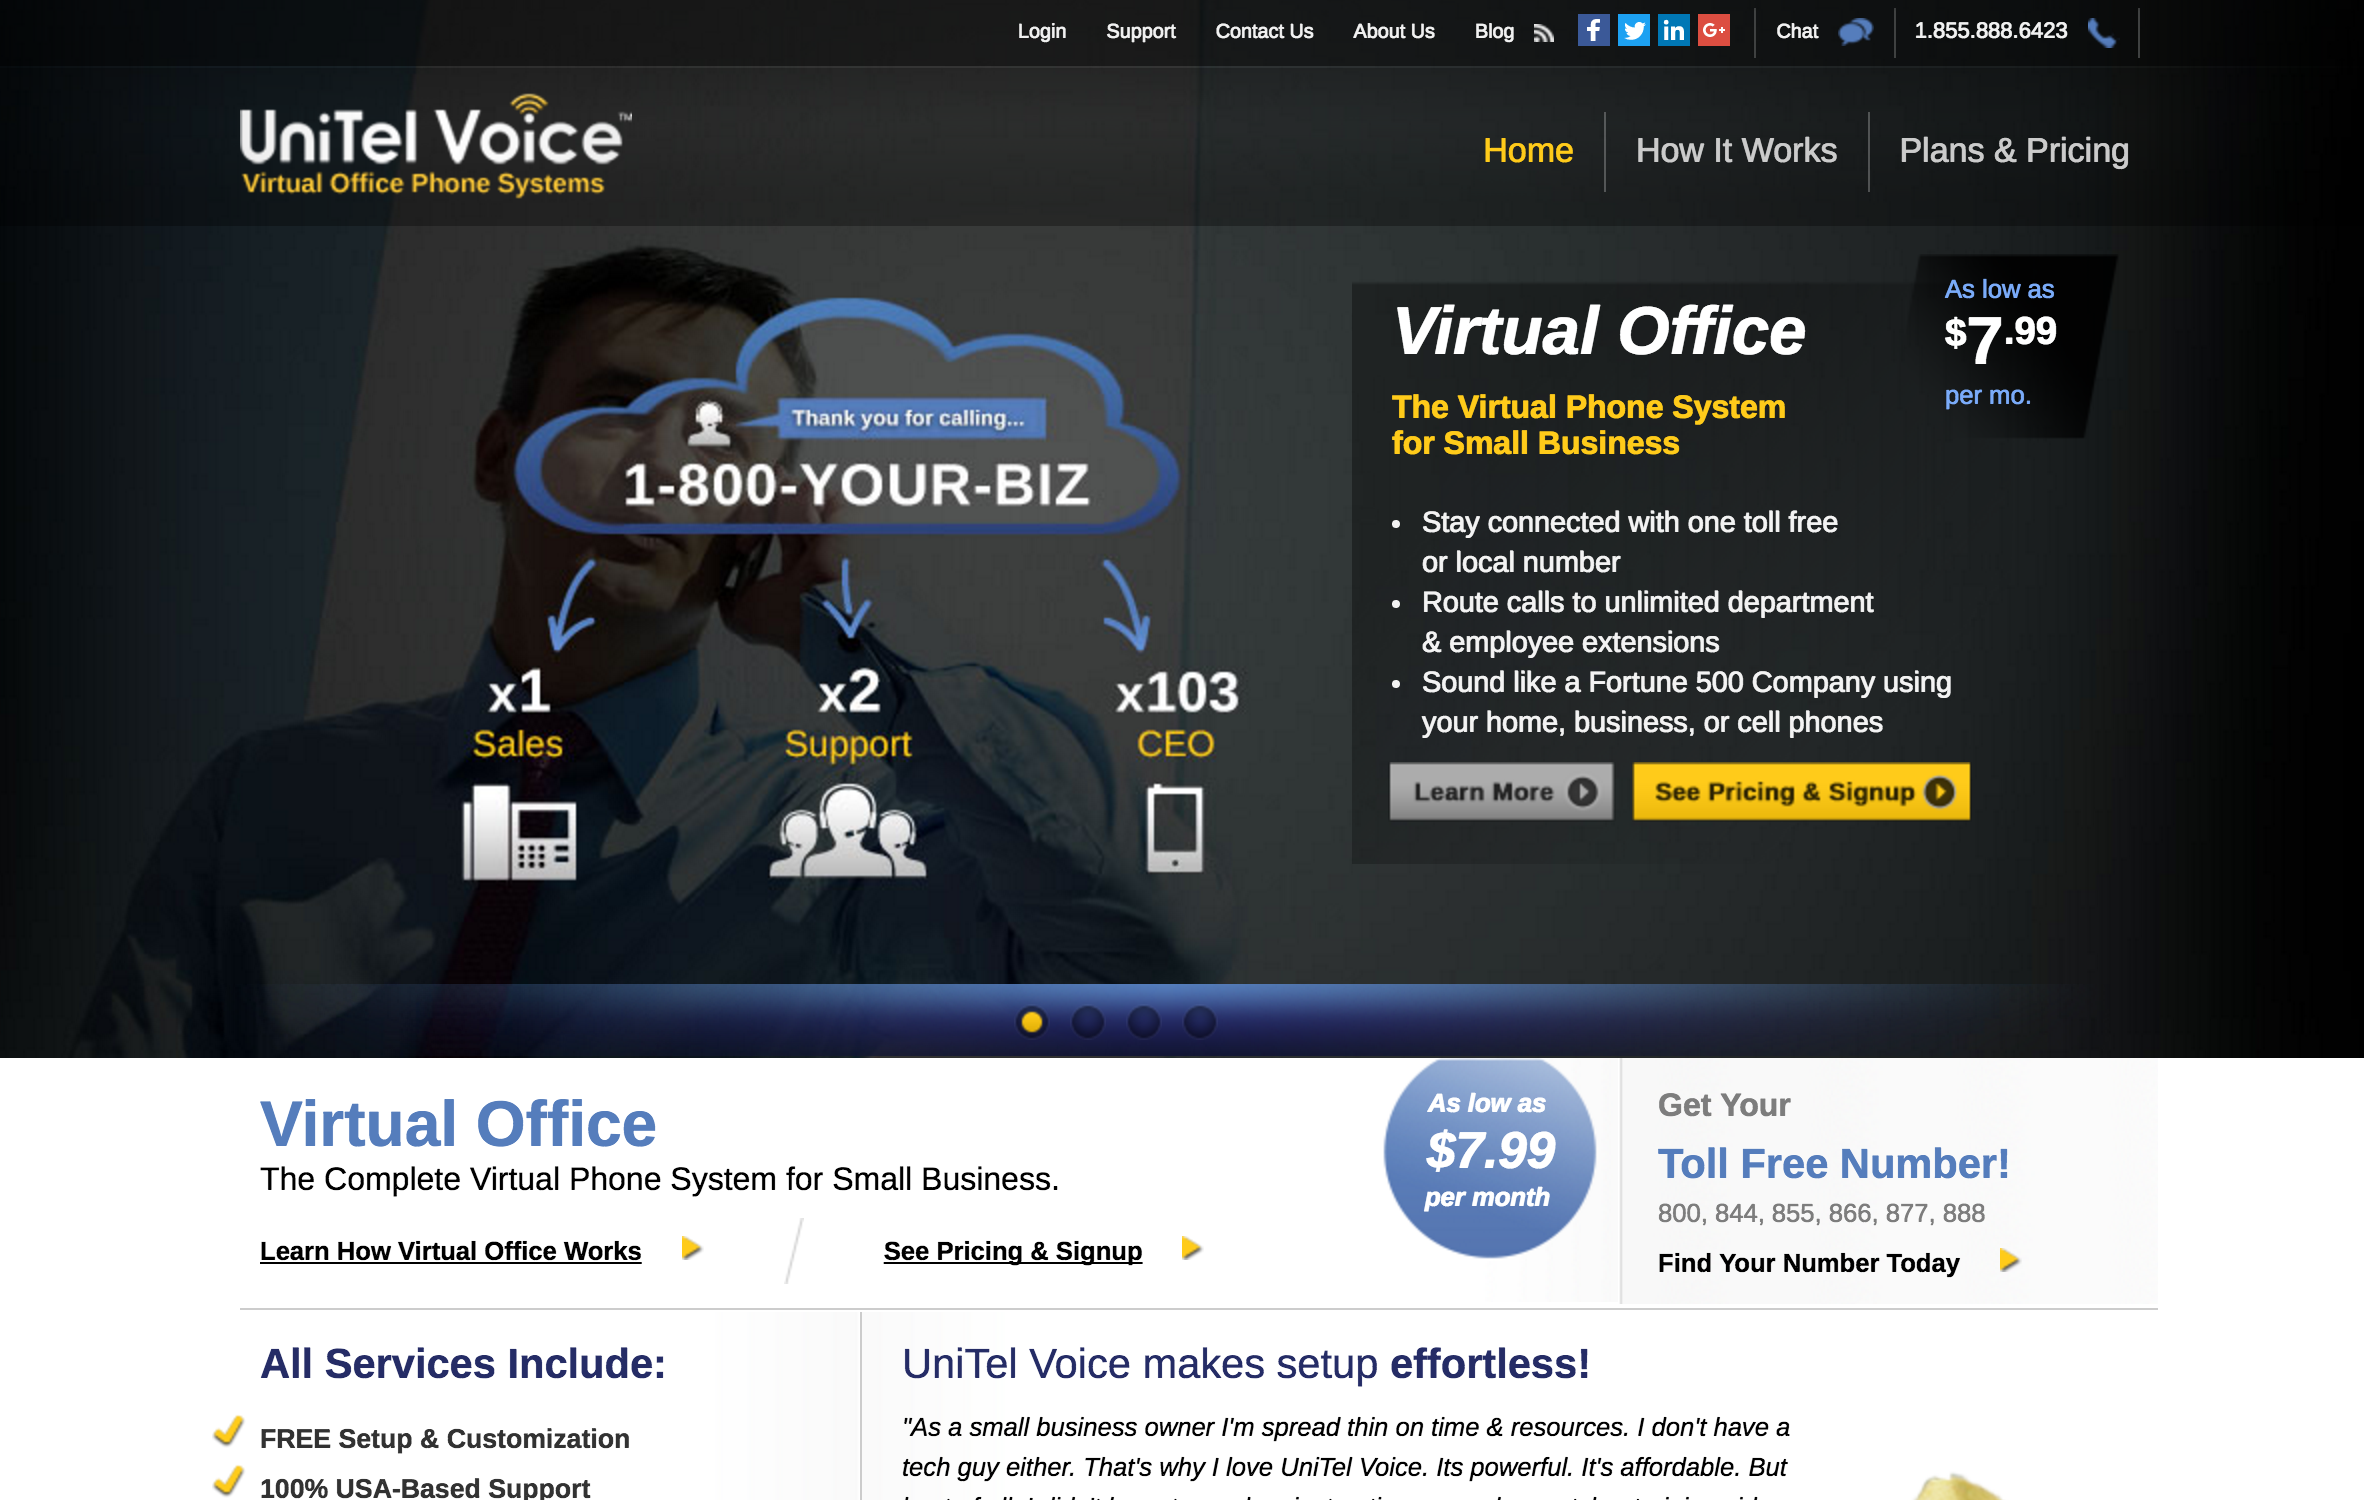 Login Support Contact Us About Us Blog Chat 1.855.888.6423
UniTel Voice™
Virtual Office Phone Systems
Home How It Works Plans & Pricing
Thank you for calling...
1-800-YOUR-BIZ
x1 x2 x103
Sales Support CEO
Virtual Office
As low as
$7.99
per mo.
The Virtual Phone System
for Small Business
• Stay connected with one toll free
or local number
• Route calls to unlimited department
& employee extensions
• Sound like a Fortune 500 Company using
your home, business, or cell phones
Learn More See Pricing & Signup
Virtual Office
The Complete Virtual Phone System for Small Business.
Learn How Virtual Office Works See Pricing & Signup
As low as
$7.99
per month
Get Your
Toll Free Number!
800, 844, 855, 866, 877, 888
Find Your Number Today
All Services Include:
FREE Setup & Customization
100% USA-Based Support
UniTel Voice makes setup effortless!
"As a small business owner I'm spread thin on time & resources. I don't have a
tech guy either. That's why I love UniTel Voice. Its powerful. It's affordable. But